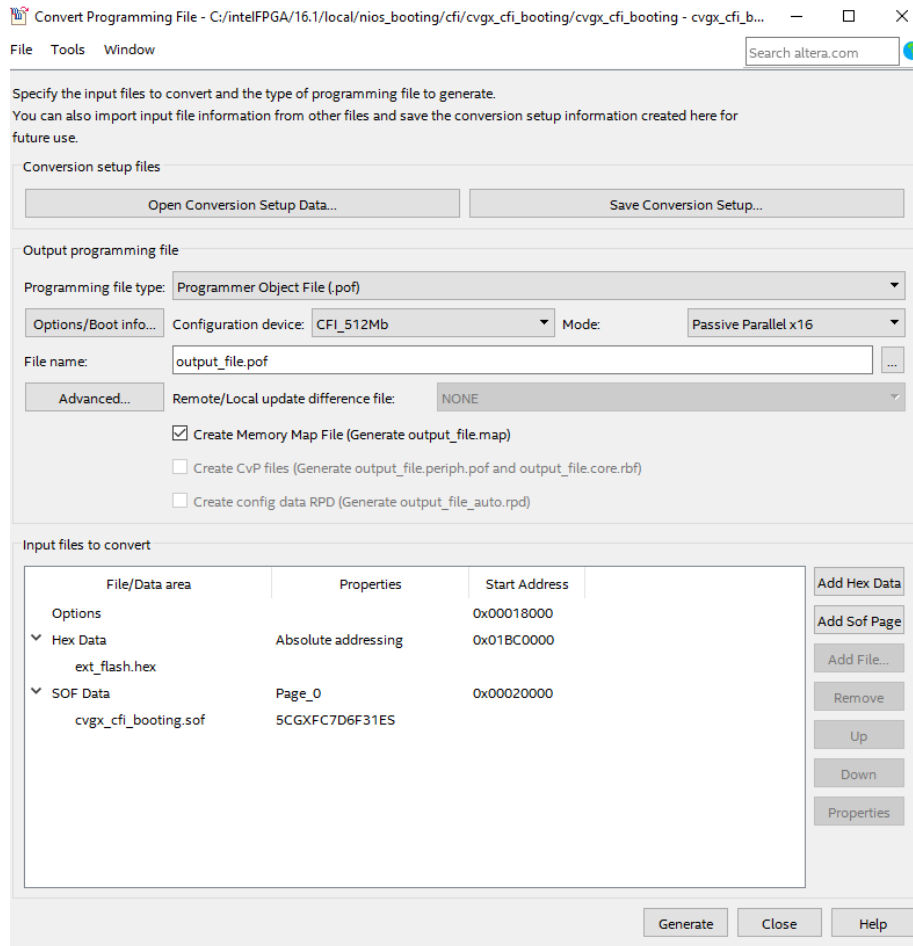 Convert Programming File - C:/intelFPGA/16.1/local/nios_booting/cfi/cvgx_cfi_booting/cvgx_cfi_booting - cvgx_cfi_b...
File Tools Window
Search altera.com
Specify the input files to convert and the type of programming file to generate.
You can also import input file information from other files and save the conversion setup information created here for
future use.
Conversion setup files
Open Conversion Setup Data... Save Conversion Setup...
Output programming file
Programming file type: Programmer Object File (.pof)
Options/Boot info... Configuration device: CFI_512Mb Mode: Passive Parallel x16
File name: output_file.pof ...
Advanced... Remote/Local update difference file: NONE
Create Memory Map File (Generate output_file.map)
Create CvP files (Generate output_file.periph.pof and output_file.core.rbf)
Create config data RPD (Generate output_file_auto.rpd)
Input files to convert
File/Data area Properties Start Address
Options 0x00018000
Hex Data Absolute addressing 0x01BC0000
ext_flash.hex
SOF Data Page_0 0x00020000
cvgx_cfi_booting.sof 5CGXFC7D6F31ES
Add Hex Data
Add Sof Page
Add File...
Remove
Up
Down
Properties
Generate Close Help